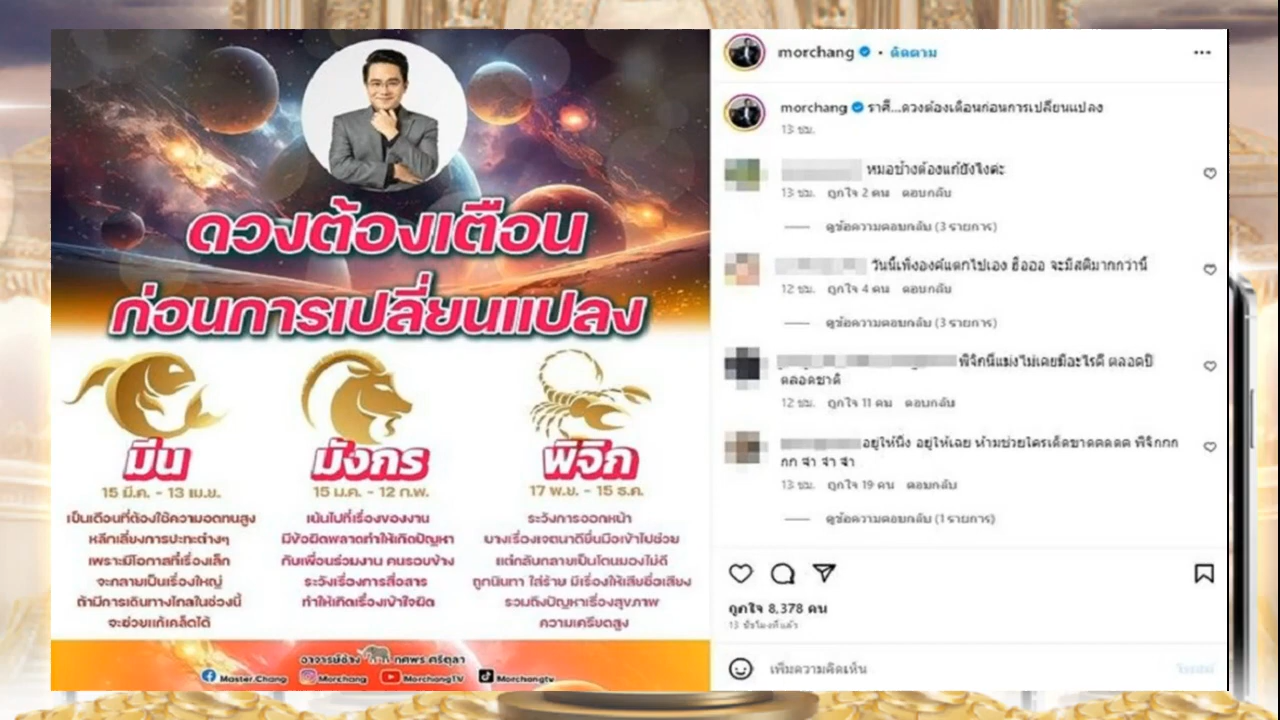 ดวงต้องเตือน
ก่อนการเปลี่ยนแปลง
มีน
15 มี.ค. - 13 เม.ย.
เป็นเดือนที่ต้องใช้ความอดทนสูง
หลีกเลี่ยงการปะทะต่างๆ
เพราะมีโอกาสที่เรื่องเล็ก
จะกลายเป็นเรื่องใหญ่
ถ้ามีการเดินทางไกลในช่วงนี้
จะช่วยแก้เคล็ดได้
มังกร
15 ม.ค. - 12 ก.พ.
เน้นไปที่เรื่องของงาน
มีข้อผิดพลาดทำให้เกิดปัญหา
กับเพื่อนร่วมงาน คนรอบข้าง
ระวังเรื่องการสื่อสาร
ทำให้เกิดเรื่องเข้าใจผิด
พิจิก
17 พ.ย. - 15 ธ.ค.
ระวังการออกหน้า
บางเรื่องเจตนาดียื่นมือเข้าไปช่วย
แต่กลับกลายเป็นโดนมองไม่ดี
ถูกนินทา ใส่ร้าย มีเรื่องให้เสียชื่อเสียง
รวมถึงปัญหาเรื่องสุขภาพ
ความเครียดสูง
อาจารย์ช้าง ทศพร ศรีตุลา
Master.Chang Morchang MorchangTV Morchangtv
morchang • ติดตาม
morchang ราศี...ดวงต้องเตือนก่อนการเปลี่ยนแปลง
13 ชม.
หมอช้างต้องแก้ยังไงคะ
13 ชม. ถูกใจ 2 คน ตอบกลับ
ดูข้อความตอบกลับ (3 รายการ)
วันนี้เพิ่งองค์แตกไปเอง ฮือออ จะมีสติมากกว่านี้
12 ชม. ถูกใจ 4 คน ตอบกลับ
ดูข้อความตอบกลับ (3 รายการ)
พิจิกนี่แม่งไม่เคยมีอะไรดี ตลอดปี
ตลอดชาติ
12 ชม. ถูกใจ 11 คน ตอบกลับ
อยู่ให้นิ่ง อยู่ให้เฉย ห้ามช่วยใครเด็ดขาดดดดด พิจิกกกก
กก จำ จำ จำ
13 ชม. ถูกใจ 19 คน ตอบกลับ
ดูข้อความตอบกลับ (1 รายการ)
ถูกใจ 8,378 คน
13 ชั่วโมงที่แล้ว
เพิ่มความคิดเห็น
โพสต์